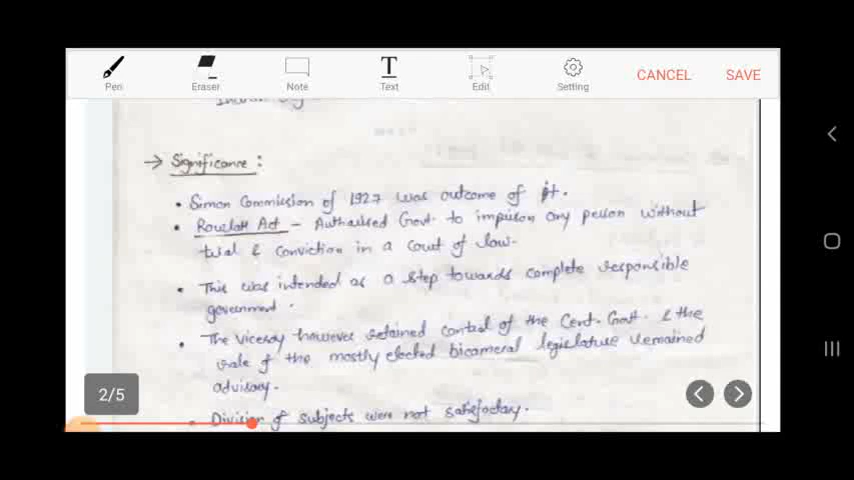 Pen
Eraser
Note
Text
Edit
Setting
CANCEL
SAVE
→ Significance :
• Simon Commission of 1927 was outcome of it.
• Rowlatt Act – Authorised Govt to imprison any person without
trial & conviction in a court of law.
• This was intended as a step towards complete responsible
government.
• The viceroy however retained control of the Cent. Govt. & the
role of the mostly elected bicameral legislature remained
advisory.
2/5
• Division of subjects were not satisfactory.